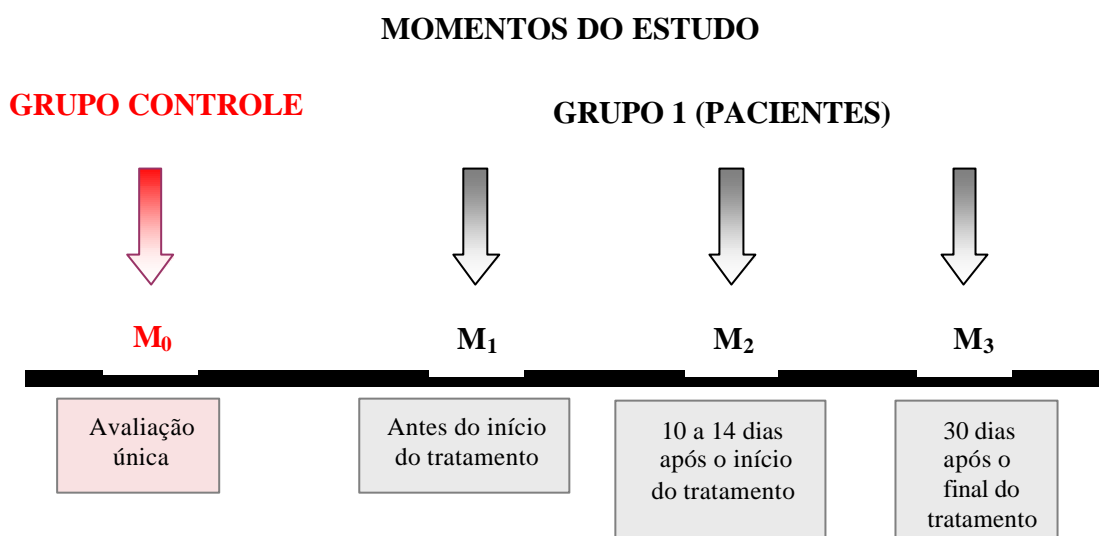 MOMENTOS DO ESTUDO
GRUPO CONTROLE
GRUPO 1 (PACIENTES)
M₀
M₁
M₂
M₃
Avaliação
única
Antes do início
do tratamento
10 a 14 dias
após o início
do tratamento
30 dias
após o
final do
tratamento